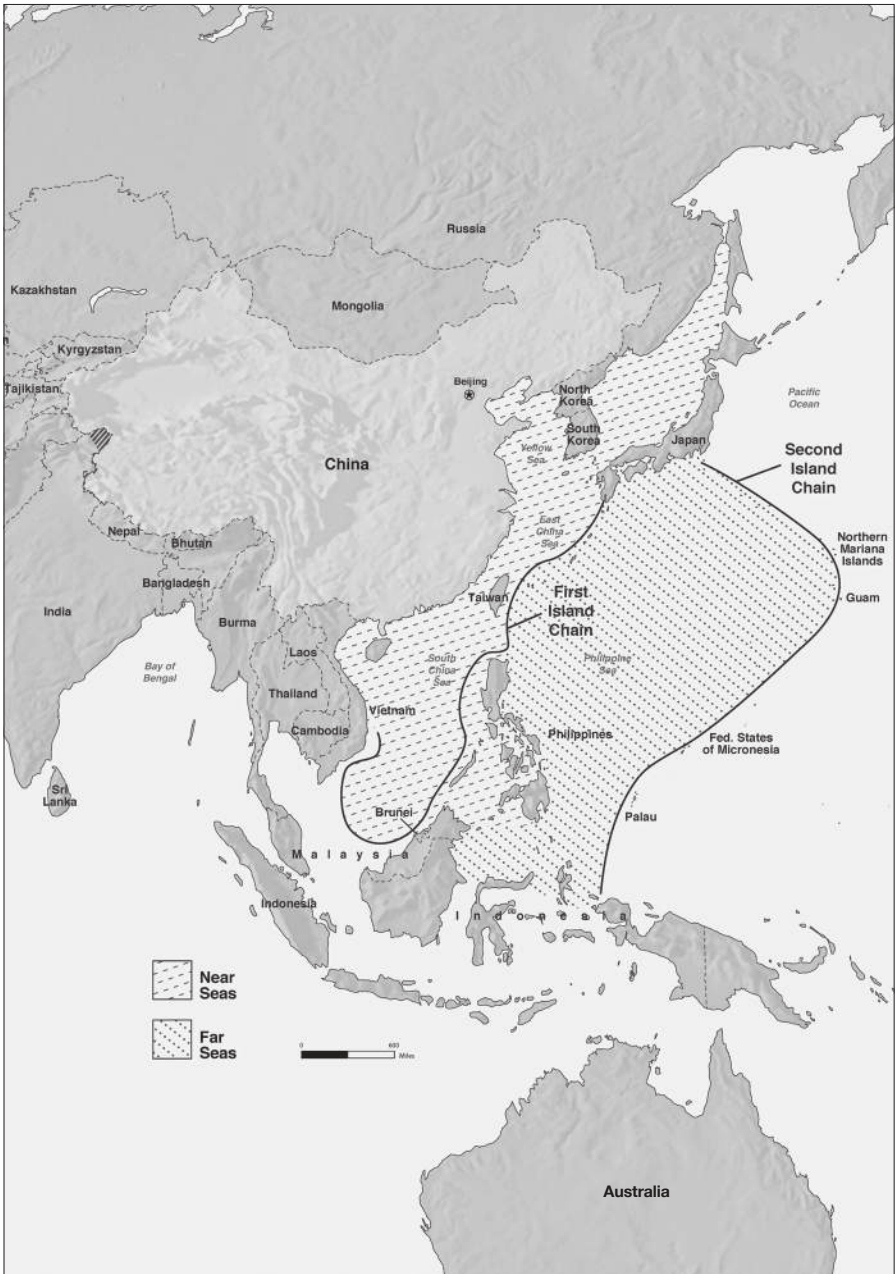 Russia
Kazakhstan
Mongolia
Kyrgyzstan
Beijing
Tajikistan
North
Korea
Pacific
Ocean
South
Korea
Japan
Yellow
Sea
Second
Island
Chain
China
East
China
Sea
Nepal
Bhutan
Northern
Mariana
Islands
Bangladesh
Taiwan
First
Island
Chain
Guam
India
Burma
Laos
Bay of
Bengal
South
China
Sea
Philippine
Sea
Thailand
Vietnam
Cambodia
Philippines
Fed. States
of Micronesia
Sri
Lanka
Brunei
Palau
Malaysia
Indonesia
Indonesia
Near
Seas
Far
Seas
0
600
Miles
Australia